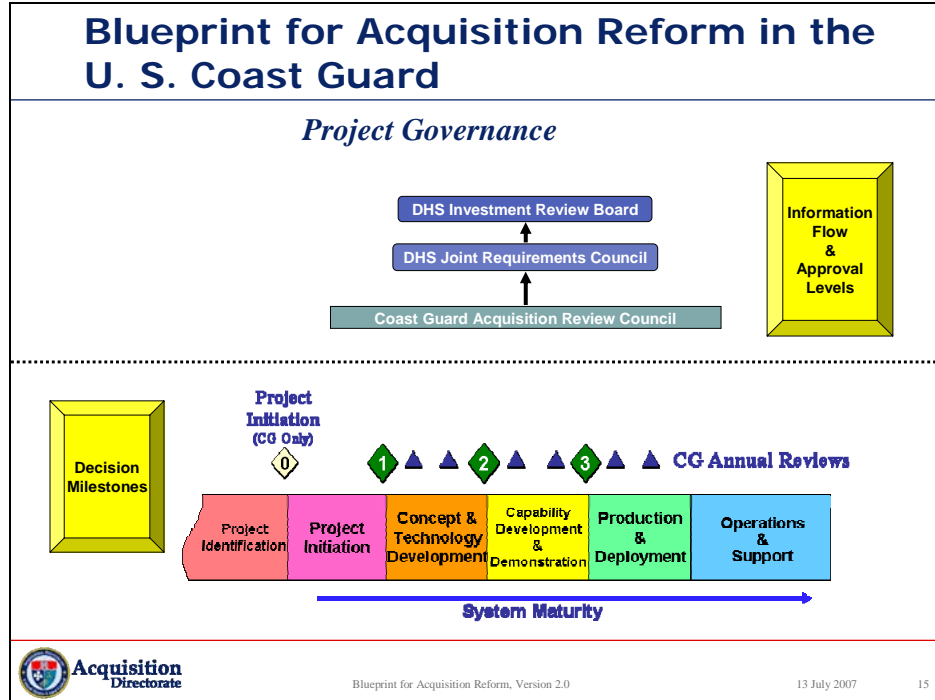 Blueprint for Acquisition Reform in the
U. S. Coast Guard
Project Governance
DHS Investment Review Board
DHS Joint Requirements Council
Coast Guard Acquisition Review Council
Information
Flow
&
Approval
Levels
Decision
Milestones
Project
Initiation
(CG Only)
0
1
2
3
CG Annual Reviews
Project
Identification
Project
Initiation
Concept &
Technology
Development
Capability
Development
&
Demonstration
Production
&
Deployment
Operations
&
Support
System Maturity
Acquisition
Directorate
Blueprint for Acquisition Reform, Version 2.0
13 July 2007
15